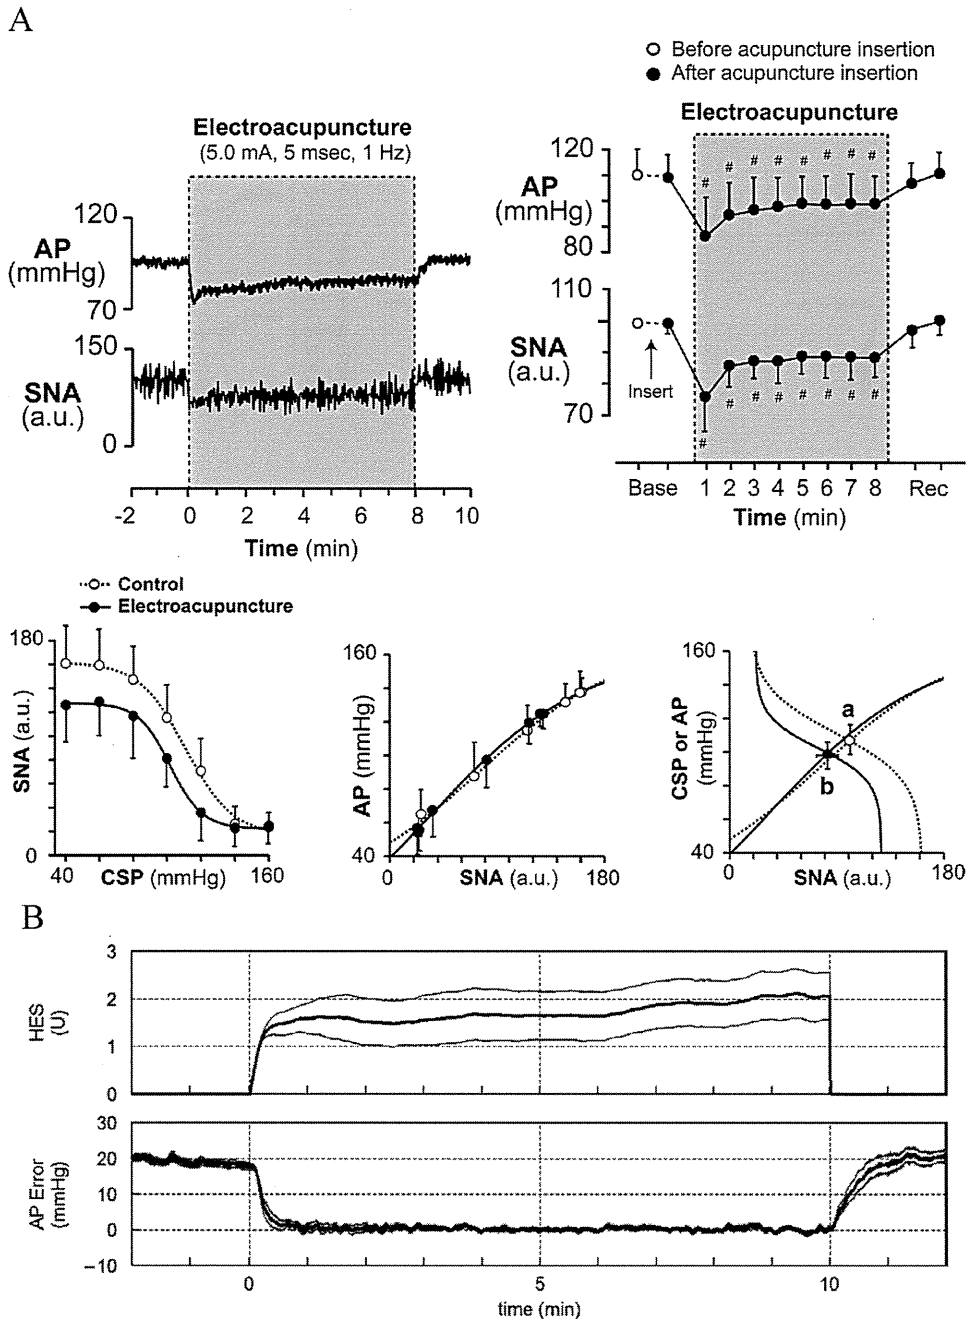 A
Before acupuncture insertion
After acupuncture insertion
Electroacupuncture
(5.0 mA, 5 msec, 1 Hz)
120
AP
(mmHg)
70
150
SNA
(a.u.)
0
-2 0 2 4 6 8 10
Time (min)
Electroacupuncture
120
AP
(mmHg)
80
# # # # # # # #
110
SNA
(a.u.)
70
Insert
# # # # # # # #
Base 1 2 3 4 5 6 7 8 Rec
Time (min)
Control
Electroacupuncture
180
SNA (a.u.)
0
40 CSP (mmHg) 160
160
AP (mmHg)
40
0 SNA (a.u.) 180
160
CSP or AP
(mmHg)
40
a
b
0 SNA (a.u.) 180
B
3
2
1
0
HES
(U)
30
20
10
0
−10
AP Error
(mmHg)
0 5 10
time (min)